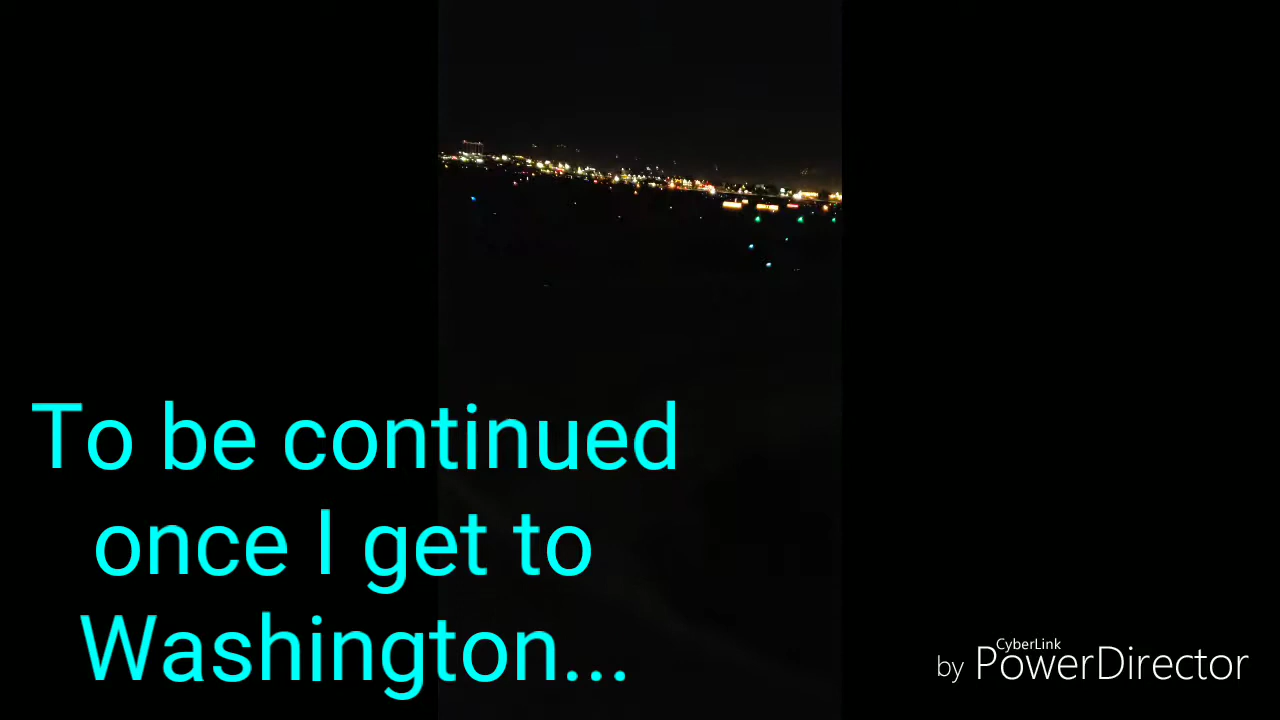 To be continued
once I get to
Washington...
CyberLink
by PowerDirector